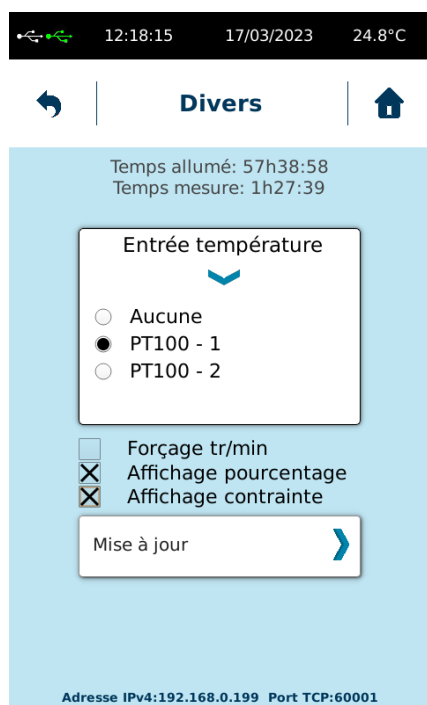 12:18:15 17/03/2023 24.8°C
Divers
Temps allumé: 57h38:58
Temps mesure: 1h27:39
Entrée température
Aucune
PT100 - 1
PT100 - 2
Forçage tr/min
Affichage pourcentage
Affichage contrainte
Mise à jour
Adresse IPv4:192.168.0.199 Port TCP:60001